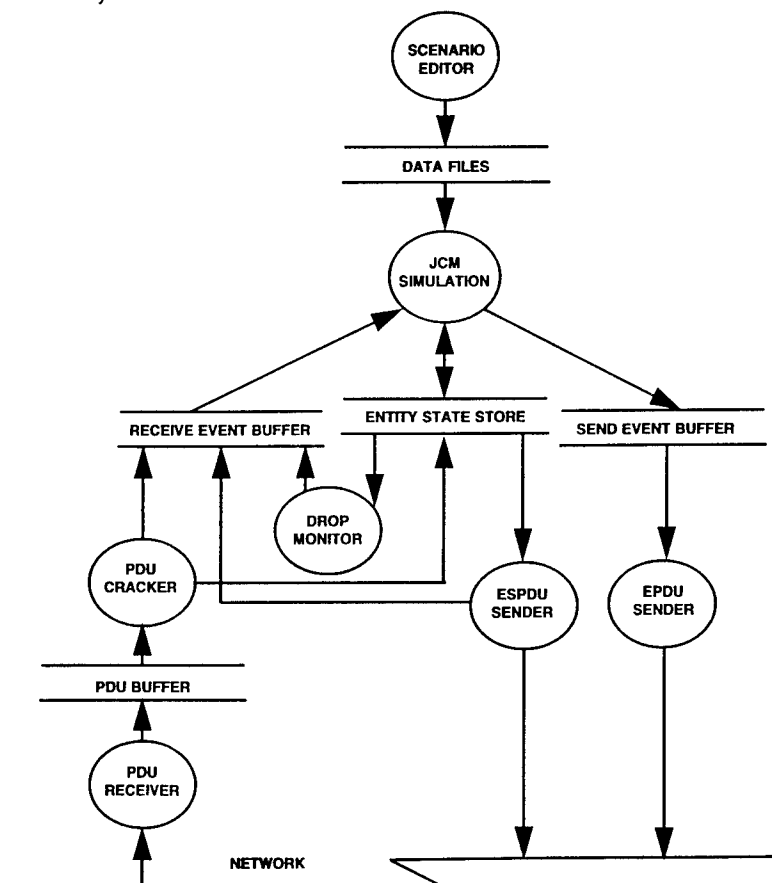 SCENARIO
EDITOR
DATA FILES
JCM
SIMULATION
RECEIVE EVENT BUFFER
ENTITY STATE STORE
SEND EVENT BUFFER
DROP
MONITOR
PDU
CRACKER
ESPDU
SENDER
EPDU
SENDER
PDU BUFFER
PDU
RECEIVER
NETWORK